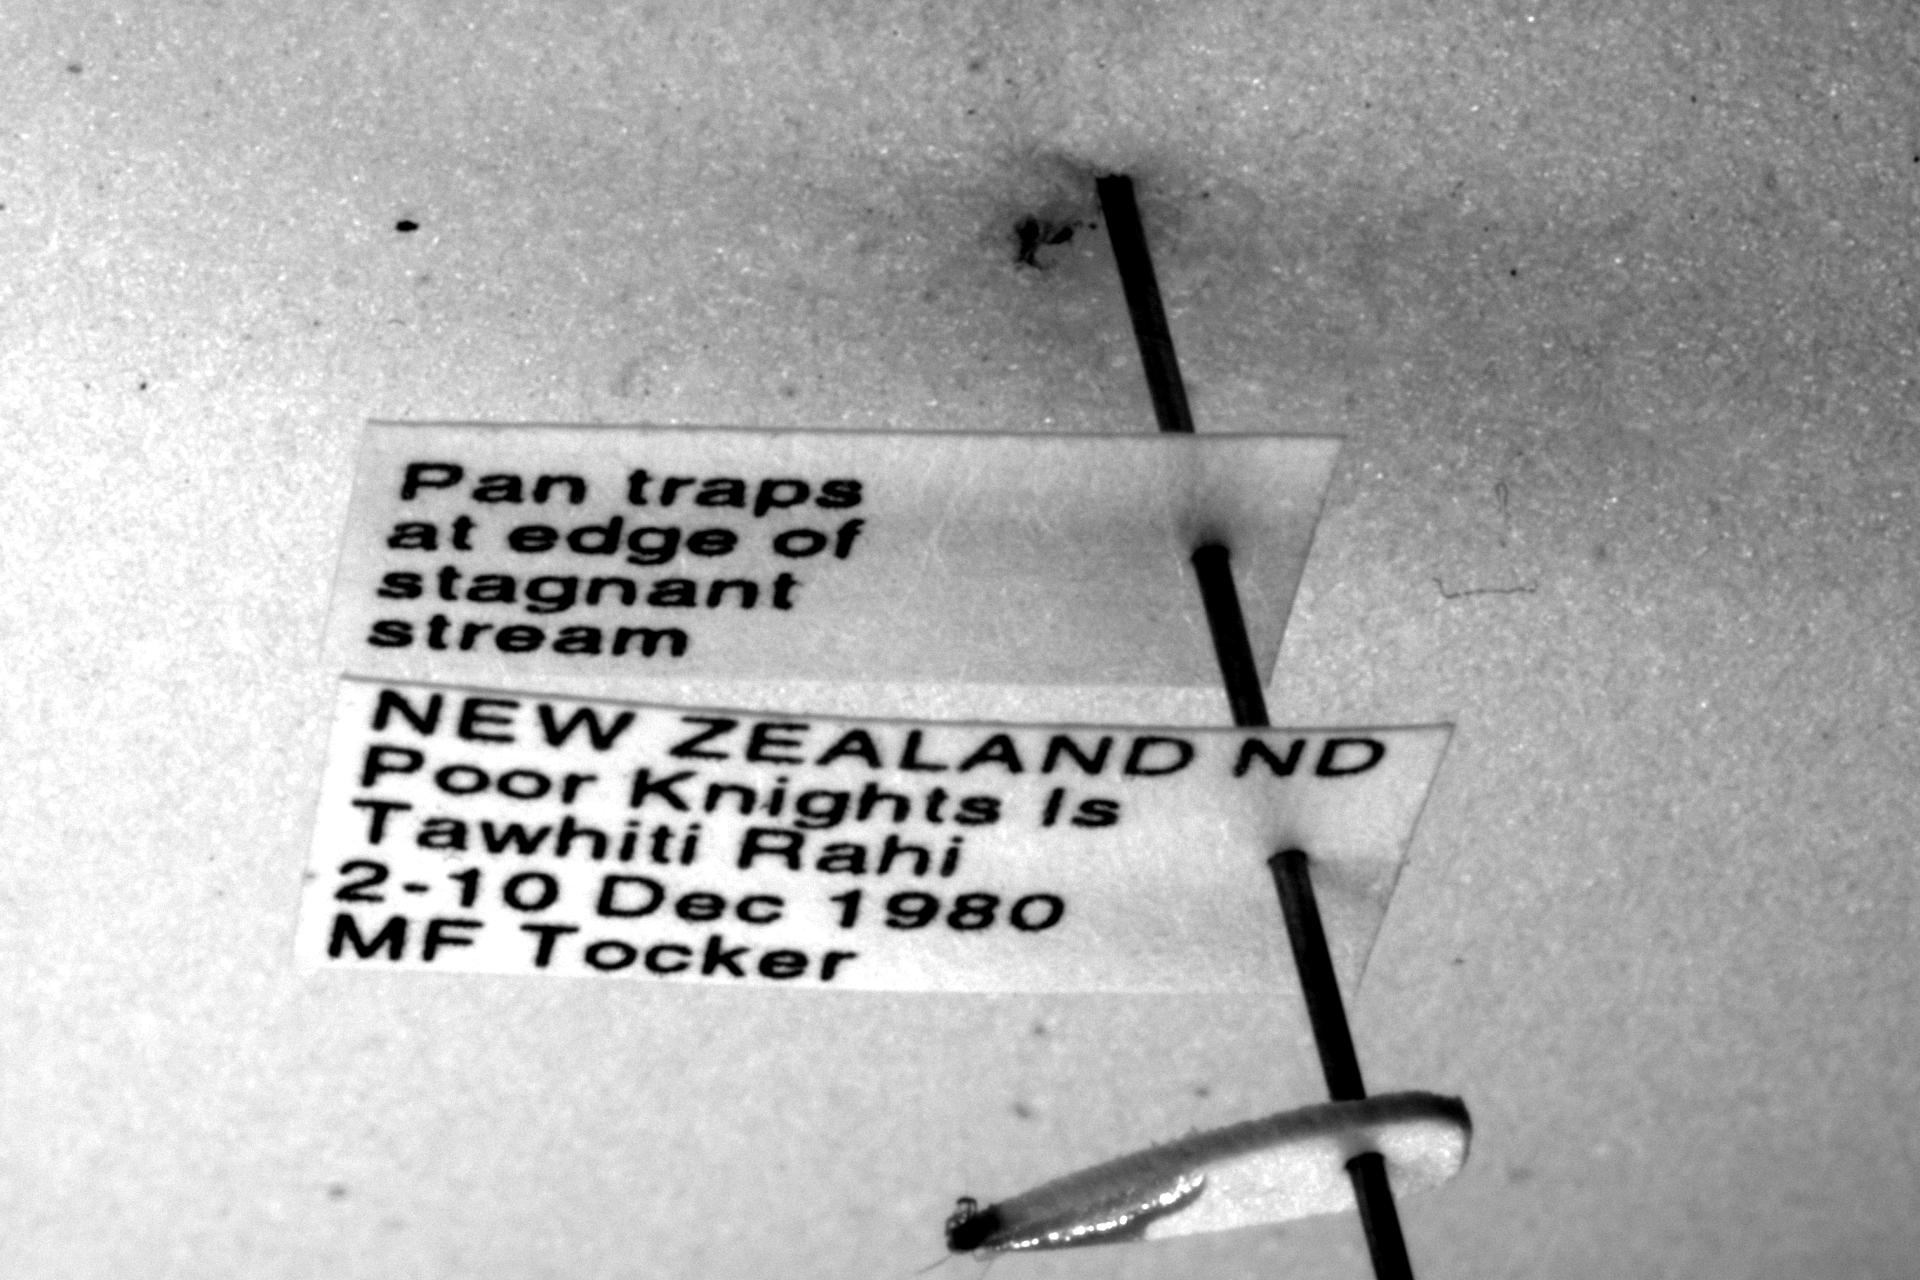 Pan traps
at edge of
stagnant
stream
NEW ZEALAND ND
Poor Knights Is
Tawhiti Rahi
2-10 Dec 1980
MF Tocker